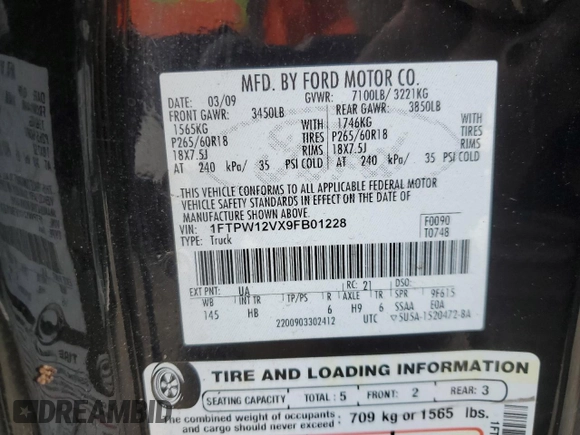 MFD. BY FORD MOTOR CO.
DATE: 03/09 GVWR: 7100LB/ 3221KG
FRONT GAWR: 3450LB REAR GAWR: 3850LB
1565KG WITH 1746KG WITH
P265/60R18 TIRES P265/60R18 TIRES
18X7.5J RIMS 18X7.5J RIMS
AT 240 kPa/ 35 PSI COLD AT 240 kPa/ 35 PSI COLD
THIS VEHICLE CONFORMS TO ALL APPLICABLE FEDERAL MOTOR
VEHICLE SAFETY STANDARDS IN EFFECT ON THE DATE OF
MANUFACTURE SHOWN ABOVE.
VIN: 1FTPW12VX9FB01228 F0090
TYPE: Truck T0748
EXT PNT: UA RC: 21 DSO:
WB INT TR TP/PS R AXLE TR SPR 9F615
145 HB 6 H9 6 SSAA EOA
2200903302412 UTC ▽5U5A-1520472-BA
TIRE AND LOADING INFORMATION
SEATING CAPACITY TOTAL : 5 FRONT: 2 REAR: 3
The combined weight of occupants
and cargo should never exceed: 709 kg or 1565 lbs.
DREAMBID